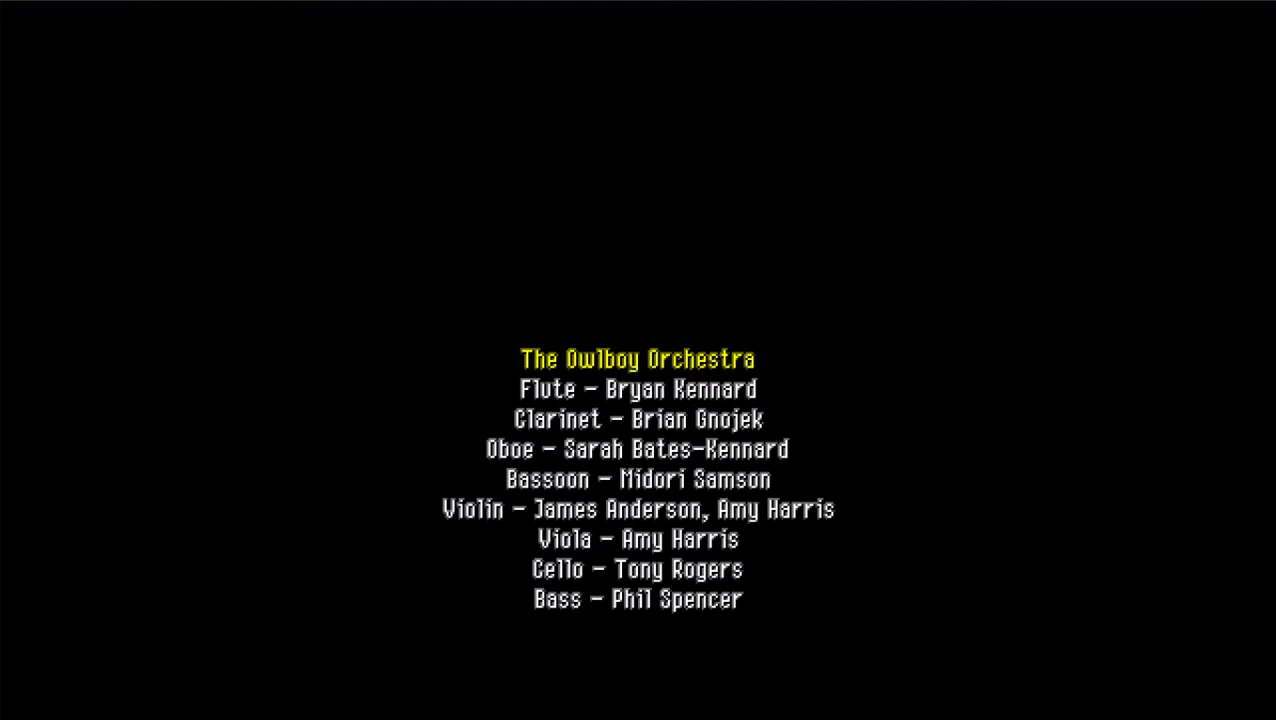 The Owlboy Orchestra
Flute - Bryan Kennard
Clarinet - Brian Gnojek
Oboe - Sarah Bates-Kennard
Bassoon - Midori Samson
Violin - James Anderson, Amy Harris
Viola - Amy Harris
Cello - Tony Rogers
Bass - Phil Spencer